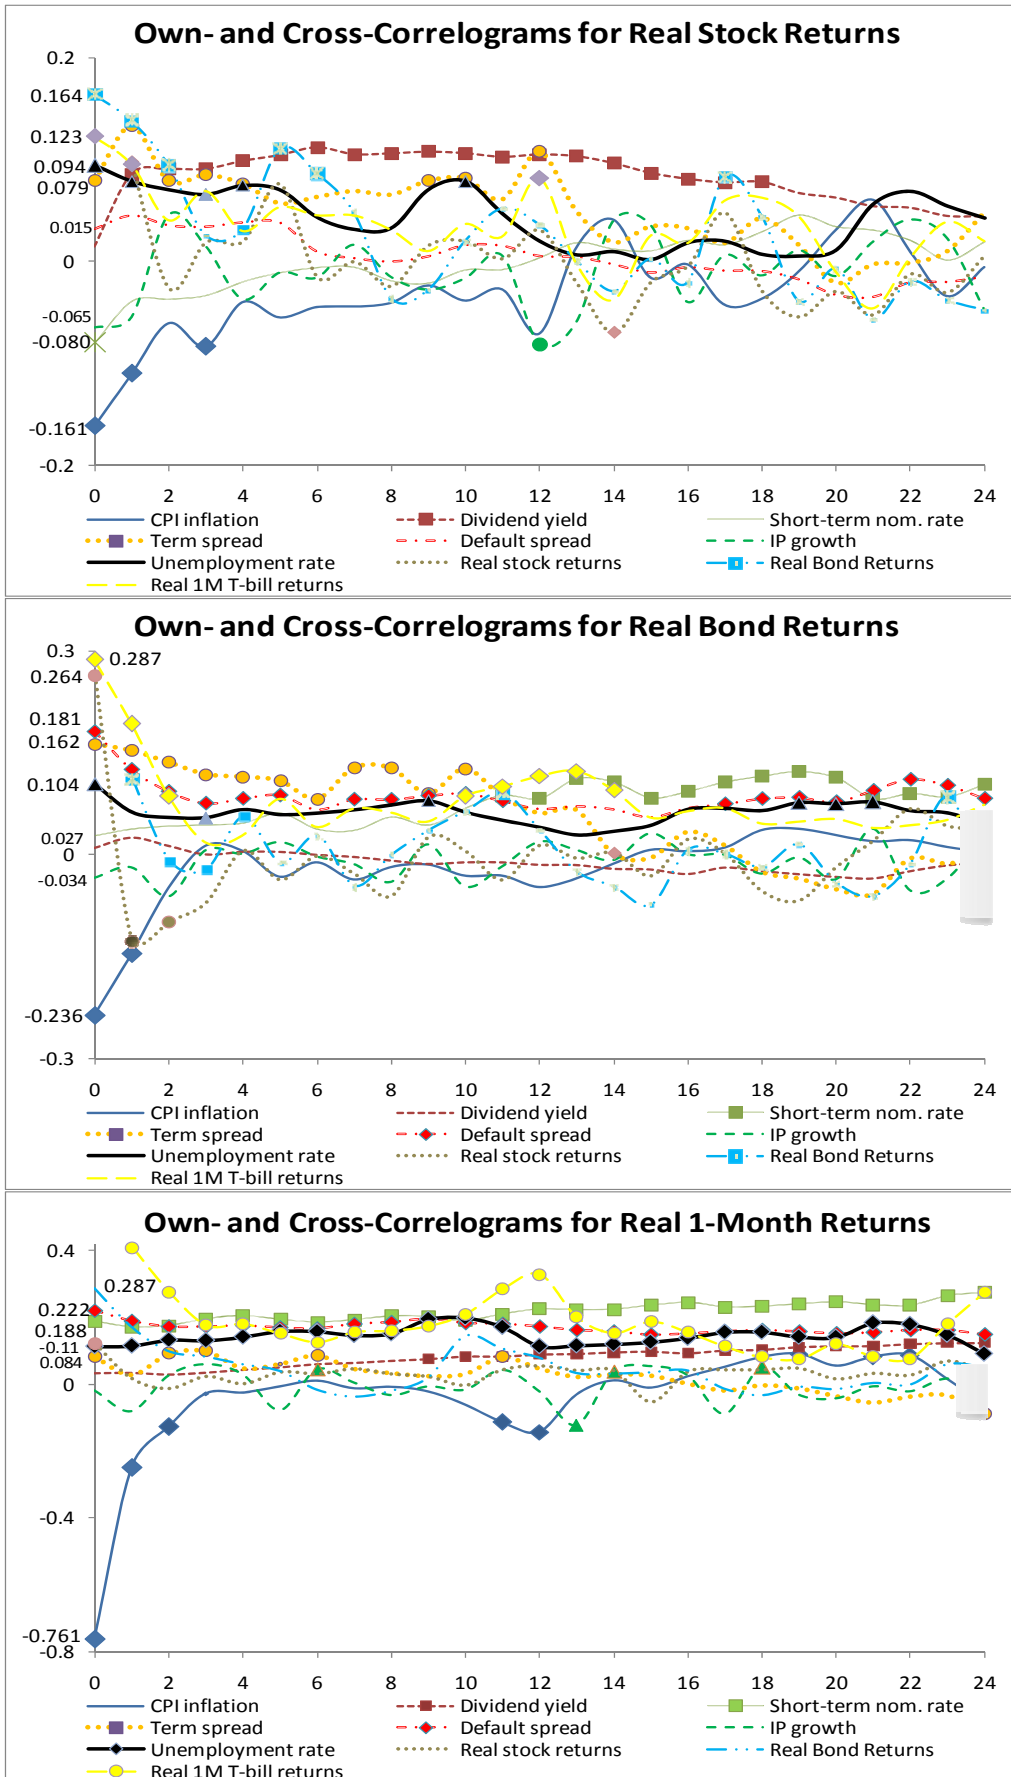 Own- and Cross-Correlograms for Real Stock Returns
0.2
0.164
0.123
0.094
0.079
0.015
0
-0.065
-0.080
-0.161
-0.2
0 2 4 6 8 10 12 14 16 18 20 22 24
CPI inflation Dividend yield Short-term nom. rate
Term spread Default spread IP growth
Unemployment rate Real stock returns Real Bond Returns
Real 1M T-bill returns
Own- and Cross-Correlograms for Real Bond Returns
0.3
0.287
0.264
0.181
0.162
0.104
0.027
0
-0.034
-0.236
-0.3
0 2 4 6 8 10 12 14 16 18 20 22 24
CPI inflation Dividend yield Short-term nom. rate
Term spread Default spread IP growth
Unemployment rate Real stock returns Real Bond Returns
Real 1M T-bill returns
Own- and Cross-Correlograms for Real 1-Month Returns
0.4
0.287
0.222
0.188
-0.11
0.084
0
-0.4
-0.761
-0.8
0 2 4 6 8 10 12 14 16 18 20 22 24
CPI inflation Dividend yield Short-term nom. rate
Term spread Default spread IP growth
Unemployment rate Real stock returns Real Bond Returns
Real 1M T-bill returns